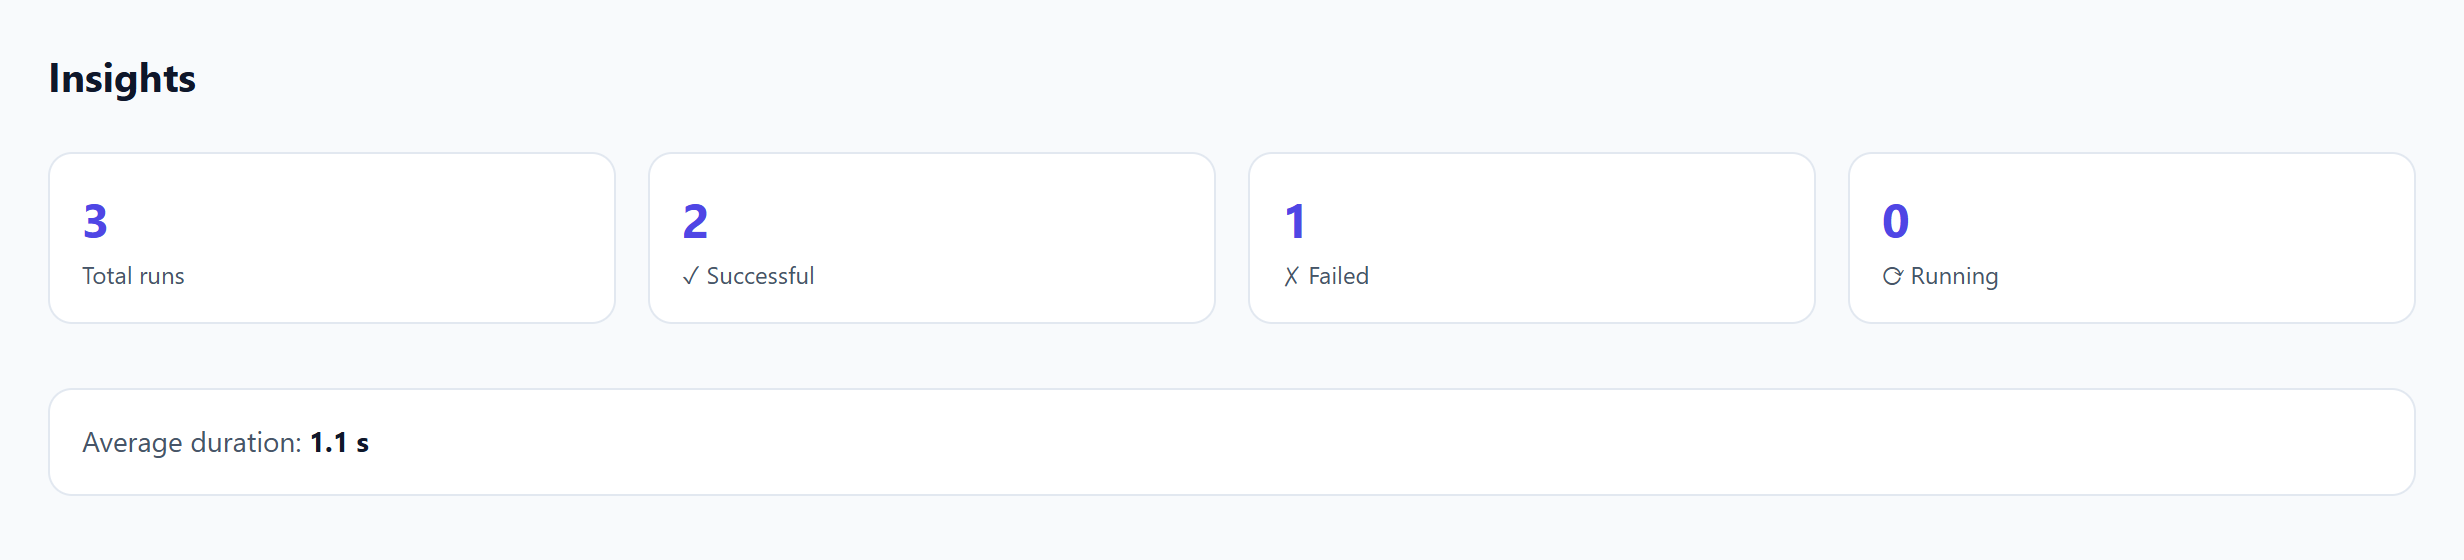 Insights
3
Total runs
2
✓ Successful
1
✗ Failed
0
⟳ Running
Average duration: 1.1 s